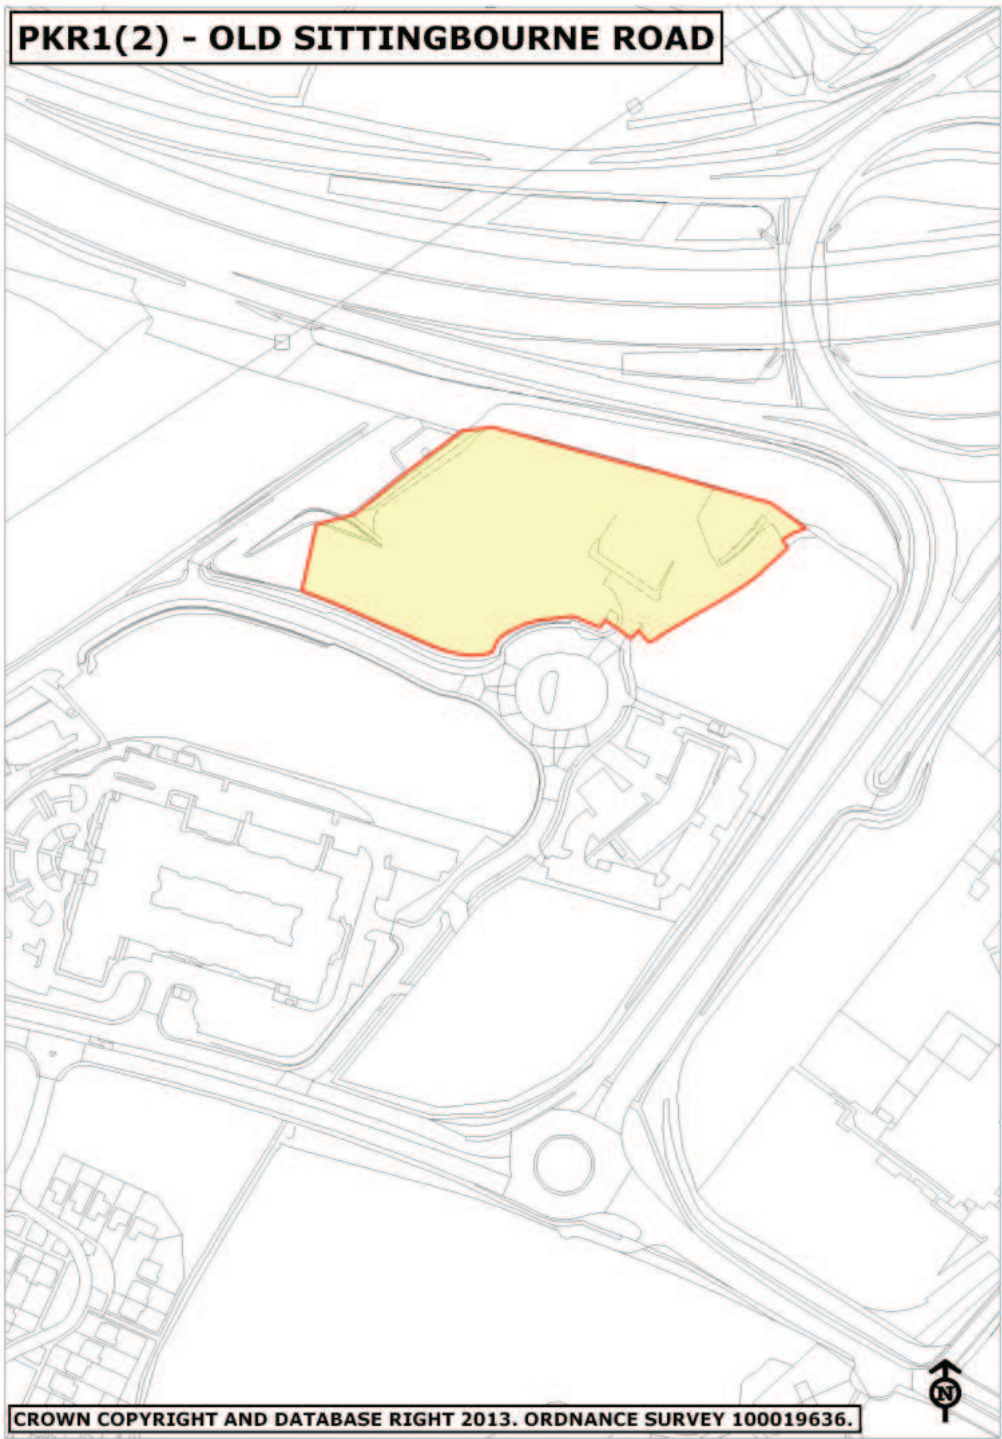 PKR1(2) - OLD SITTINGBOURNE ROAD
N
CROWN COPYRIGHT AND DATABASE RIGHT 2013. ORDNANCE SURVEY 100019636.